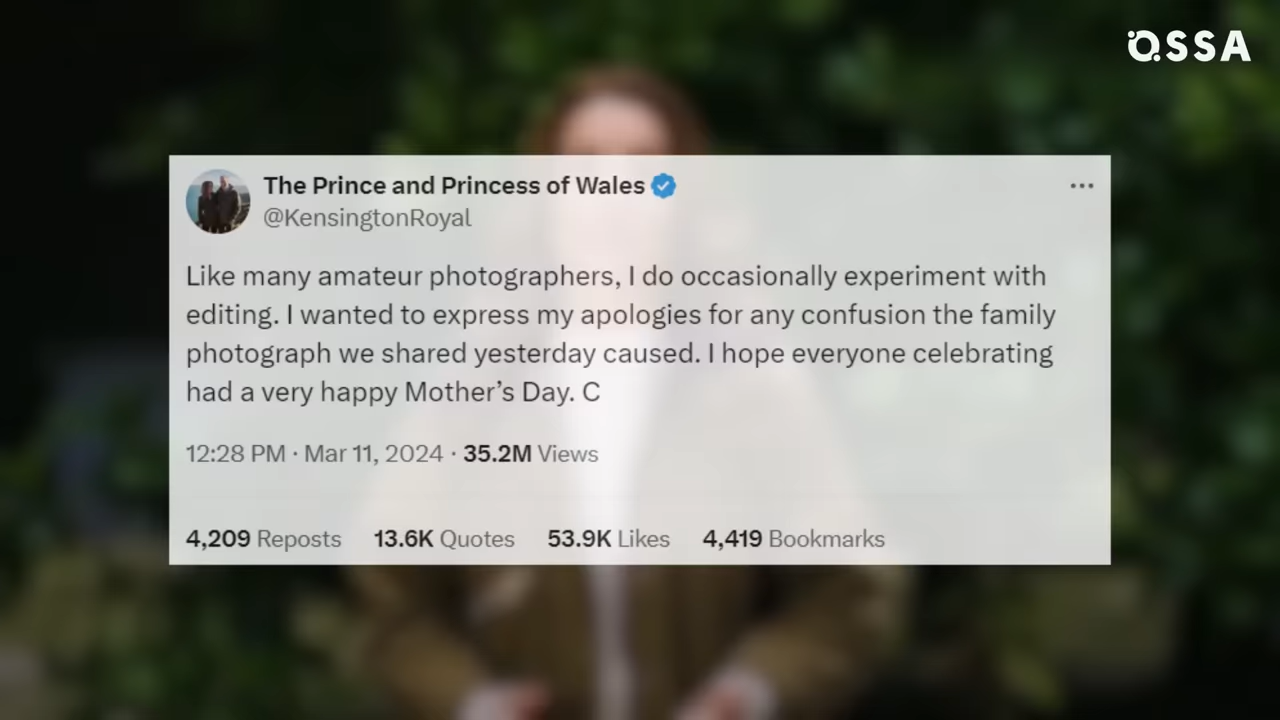 QSSA
The Prince and Princess of Wales
@KensingtonRoyal
Like many amateur photographers, I do occasionally experiment with
editing. I wanted to express my apologies for any confusion the family
photograph we shared yesterday caused. I hope everyone celebrating
had a very happy Mother’s Day. C
12:28 PM · Mar 11, 2024 · 35.2M Views
4,209 Reposts 13.6K Quotes 53.9K Likes 4,419 Bookmarks